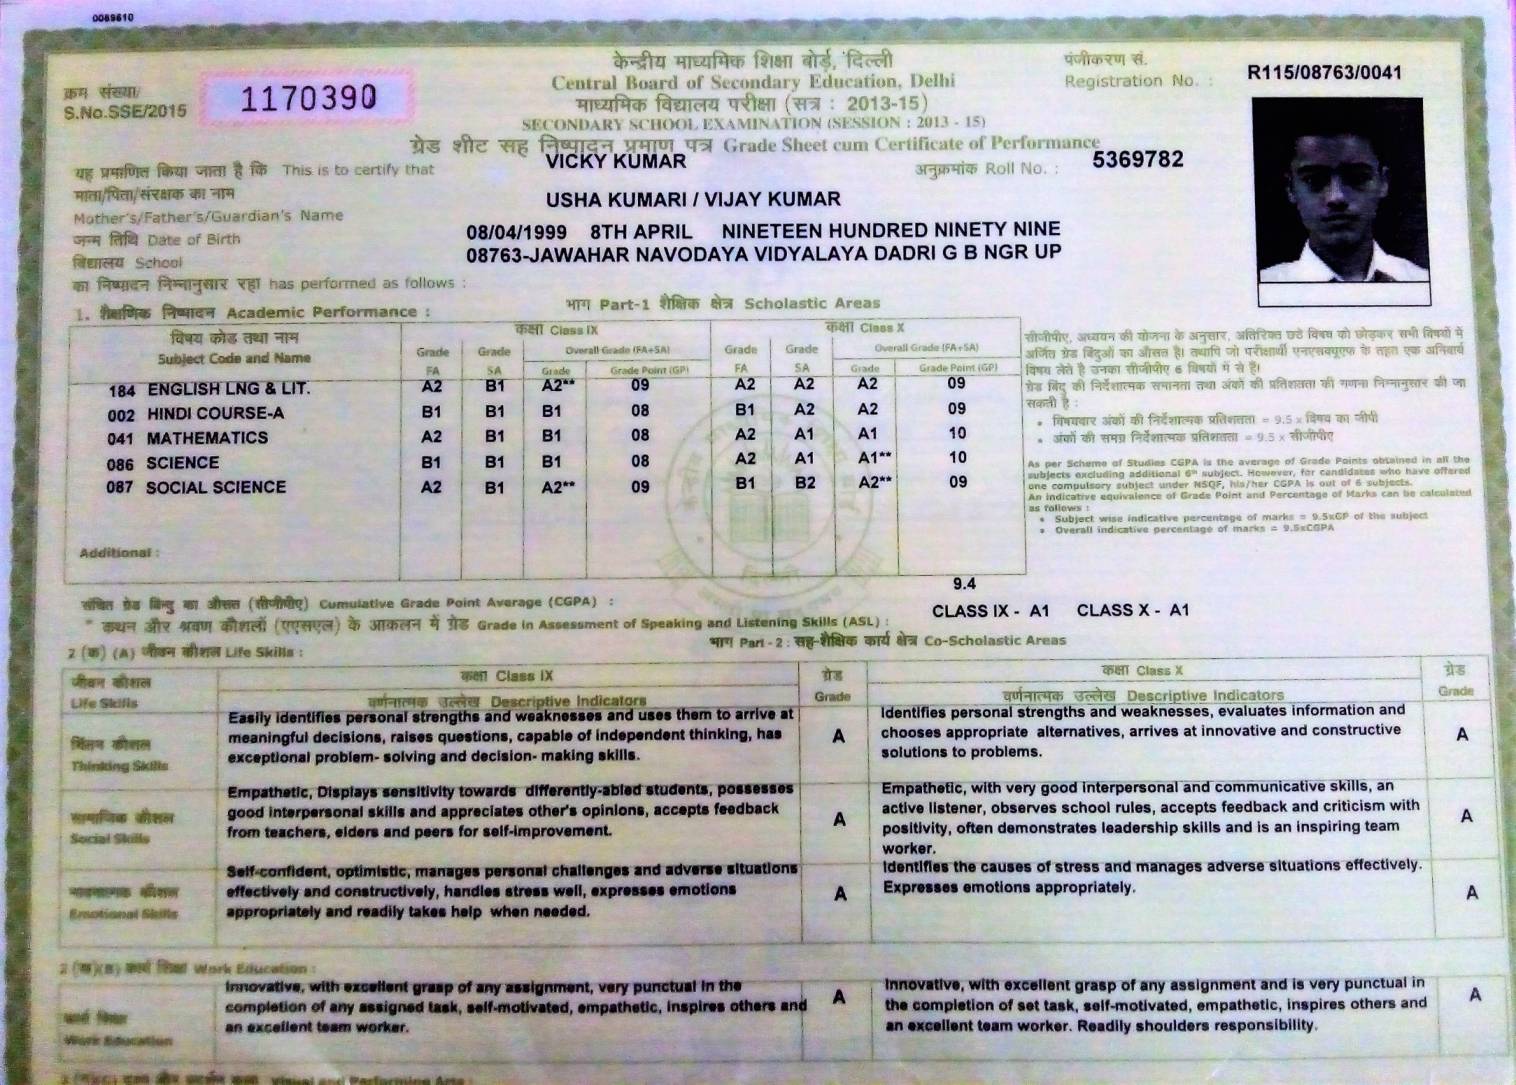 0089610
केन्द्रीय माध्यमिक शिक्षा बोर्ड, दिल्ली
Central Board of Secondary Education, Delhi
माध्यमिक विद्यालय परीक्षा (सत्र : 2013-15)
SECONDARY SCHOOL EXAMINATION (SESSION : 2013 - 15)
ग्रेड शीट सह निष्पादन प्रमाण पत्र Grade Sheet cum Certificate of Performance
क्रम संख्या/
S.No.SSE/2015 1170390
पंजीकरण सं.
Registration No. : R115/08763/0041
यह प्रमाणित किया जाता है कि This is to certify that VICKY KUMAR अनुक्रमांक Roll No. : 5369782
माता/पिता/संरक्षक का नाम
Mother's/Father's/Guardian's Name USHA KUMARI / VIJAY KUMAR
जन्म तिथि Date of Birth 08/04/1999 8TH APRIL NINETEEN HUNDRED NINETY NINE
विद्यालय School 08763-JAWAHAR NAVODAYA VIDYALAYA DADRI G B NGR UP
का निष्पादन निम्नानुसार रहा has performed as follows :
भाग Part-1 शैक्षिक क्षेत्र Scholastic Areas
1. शैक्षणिक निष्पादन Academic Performance :
विषय कोड तथा नाम कक्षा Class IX कक्षा Class X
Subject Code and Name Grade FA Grade SA Overall Grade (FA+SA) Grade Grade Point (GP) Grade FA Grade SA Overall Grade (FA+SA) Grade Grade Point (GP)
184 ENGLISH LNG & LIT. A2 B1 A2** 09 A2 A2 A2 09
002 HINDI COURSE-A B1 B1 B1 08 B1 A2 A2 09
041 MATHEMATICS A2 B1 B1 08 A2 A1 A1 10
086 SCIENCE B1 B1 B1 08 A2 A1 A1** 10
087 SOCIAL SCIENCE A2 B1 A2** 09 B1 B2 A2** 09
Additional :
सीजीपीए, अध्ययन की योजना के अनुसार, अतिरिक्त छठे विषय को छोड़कर सभी विषयों में
अर्जित ग्रेड बिंदुओं का औसत है। तथापि जो परीक्षार्थी एनएसक्यूएफ के तहत एक अनिवार्य
विषय लेते है उनका सीजीपीए 6 विषयों में से है।
ग्रेड बिंदु की निर्देशात्मक समानता तथा अंकों की प्रतिशतता की गणना निम्नानुसार की जा
सकती है :
• विषयवार अंकों की निर्देशात्मक प्रतिशतता = 9.5 x विषय का जीपी
• अंकों की समग्र निर्देशात्मक प्रतिशतता = 9.5 x सीजीपीए
As per Scheme of Studies CGPA is the average of Grade Points obtained in all the
subjects excluding additional 6th subject. However, for candidates who have offered
one compulsory subject under NSQF, his/her CGPA is out of 6 subjects.
An indicative equivalence of Grade Point and Percentage of Marks can be calculated
as follows :
• Subject wise indicative percentage of marks = 9.5xGP of the subject
• Overall indicative percentage of marks = 9.5xCGPA
संचित ग्रेड बिन्दु का औसत (सीजीपीए) Cumulative Grade Point Average (CGPA) : 9.4
* कथन और श्रवण कौशलों (एएसएल) के आकलन में ग्रेड Grade in Assessment of Speaking and Listening Skills (ASL) : CLASS IX - A1 CLASS X - A1
भाग Part - 2 : सह-शैक्षिक कार्य क्षेत्र Co-Scholastic Areas
2 (क) (A) जीवन कौशल Life Skills :
जीवन कौशल कक्षा Class IX ग्रेड कक्षा Class X ग्रेड
Life Skills वर्णनात्मक उल्लेख Descriptive Indicators Grade वर्णनात्मक उल्लेख Descriptive Indicators Grade
चिंतन कौशल
Thinking Skills
Easily identifies personal strengths and weaknesses and uses them to arrive at
meaningful decisions, raises questions, capable of independent thinking, has
exceptional problem- solving and decision- making skills.
A
Identifies personal strengths and weaknesses, evaluates information and
chooses appropriate alternatives, arrives at innovative and constructive
solutions to problems.
A
सामाजिक कौशल
Social Skills
Empathetic, Displays sensitivity towards differently-abled students, possesses
good interpersonal skills and appreciates other's opinions, accepts feedback
from teachers, elders and peers for self-improvement.
A
Empathetic, with very good interpersonal and communicative skills, an
active listener, observes school rules, accepts feedback and criticism with
positivity, often demonstrates leadership skills and is an inspiring team
worker.
A
भावनात्मक कौशल
Emotional Skills
Self-confident, optimistic, manages personal challenges and adverse situations
effectively and constructively, handles stress well, expresses emotions
appropriately and readily takes help when needed.
A
Identifies the causes of stress and manages adverse situations effectively.
Expresses emotions appropriately.
A
2 (ख)(B) कार्य शिक्षा Work Education :
कार्य शिक्षा
Work Education
Innovative, with excellent grasp of any assignment, very punctual in the
completion of any assigned task, self-motivated, empathetic, inspires others and
an excellent team worker.
A
Innovative, with excellent grasp of any assignment and is very punctual in
the completion of set task, self-motivated, empathetic, inspires others and
an excellent team worker. Readily shoulders responsibility.
A
Visual and Performing Arts :